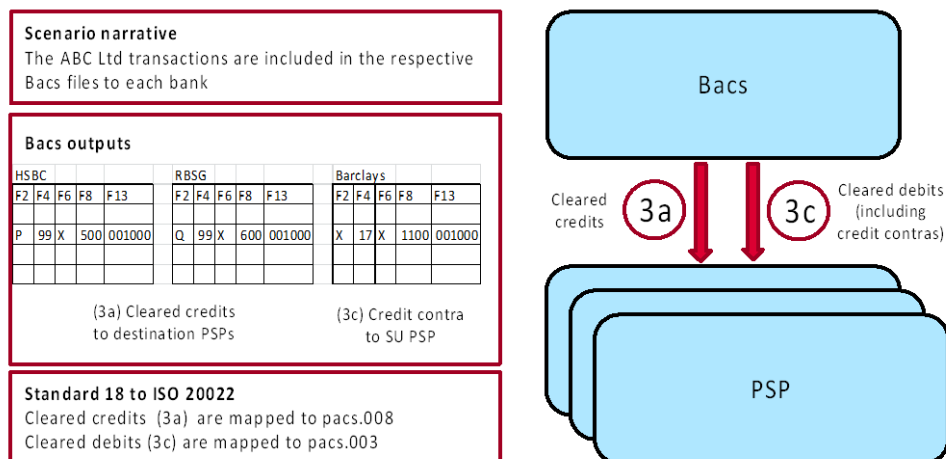 Scenario narrative
The ABC Ltd transactions are included in the respective
Bacs files to each bank
Bacs outputs
HSBC
F2 F4 F6 F8 F13
P 99 X 500 001000
RBSG
F2 F4 F6 F8 F13
Q 99 X 600 001000
Barclays
F2 F4 F6 F8 F13
X 17 X 1100 001000
(3a) Cleared credits
to destination PSPs
(3c) Credit contra
to SU PSP
Standard 18 to ISO 20022
Cleared credits (3a) are mapped to pacs.008
Cleared debits (3c) are mapped to pacs.003
Bacs
Cleared
credits
3a
3c
Cleared debits
(including
credit contras)
PSP